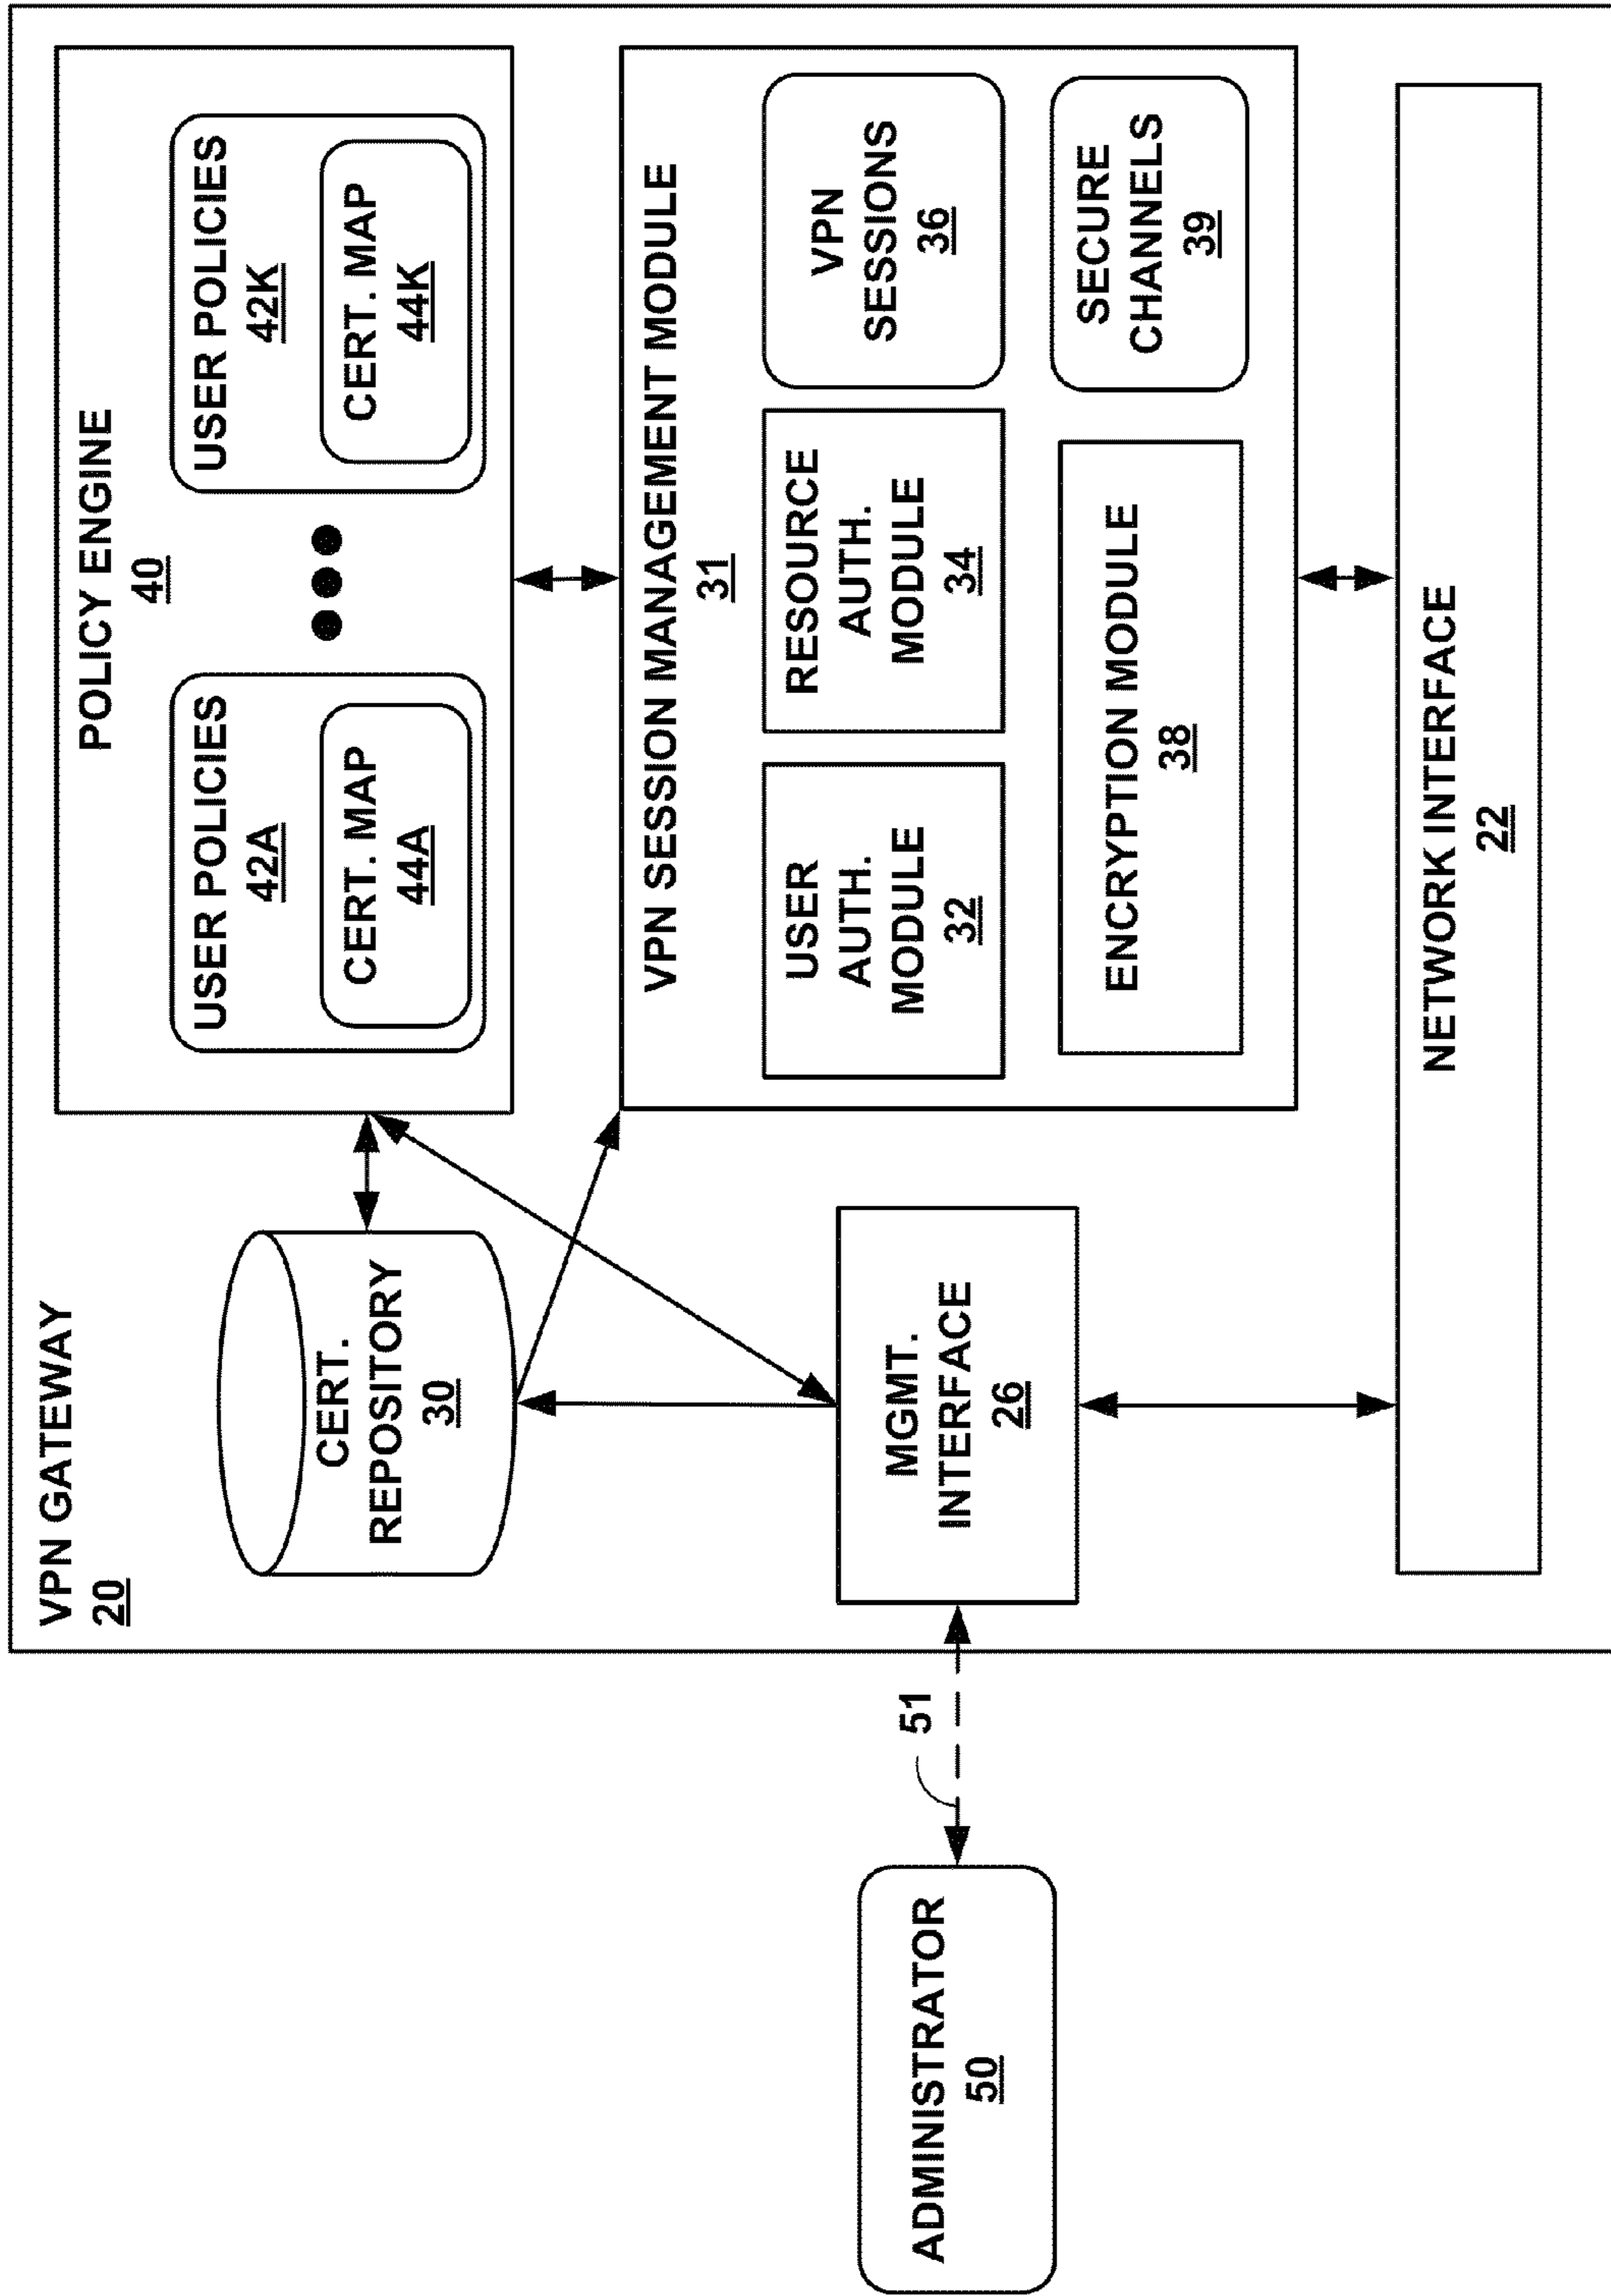 VPN GATEWAY
20
POLICY ENGINE
40
USER POLICIES
42A
CERT. MAP
44A
USER POLICIES
42K
CERT. MAP
44K
CERT.
REPOSITORY
30
VPN SESSION MANAGEMENT MODULE
31
USER
AUTH.
MODULE
32
RESOURCE
AUTH.
MODULE
34
VPN
SESSIONS
36
ENCRYPTION MODULE
38
SECURE
CHANNELS
39
ADMINISTRATOR
50
51
MGMT.
INTERFACE
26
NETWORK INTERFACE
22